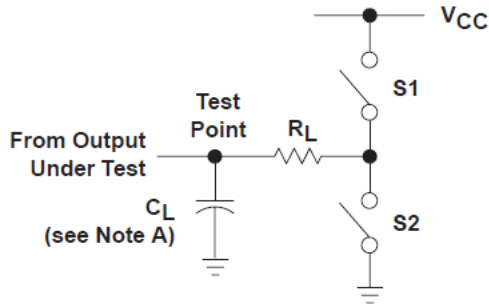 VCC
S1
Test
Point
RL
From Output
Under Test
CL
(see Note A)
S2